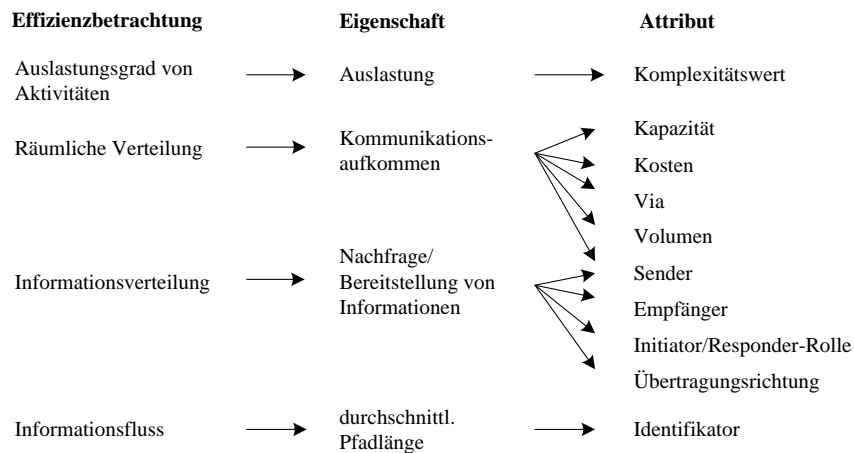 Effizienzbetrachtung Eigenschaft Attribut
Auslastungsgrad von
Aktivitäten
Auslastung
Komplexitätswert
Räumliche Verteilung
Kommunikations-
aufkommen
Kapazität
Kosten
Via
Volumen
Informationsverteilung
Nachfrage/
Bereitstellung von
Informationen
Sender
Empfänger
Initiator/Responder-Rolle
Übertragungsrichtung
Informationsfluss
durchschnittl.
Pfadlänge
Identifikator